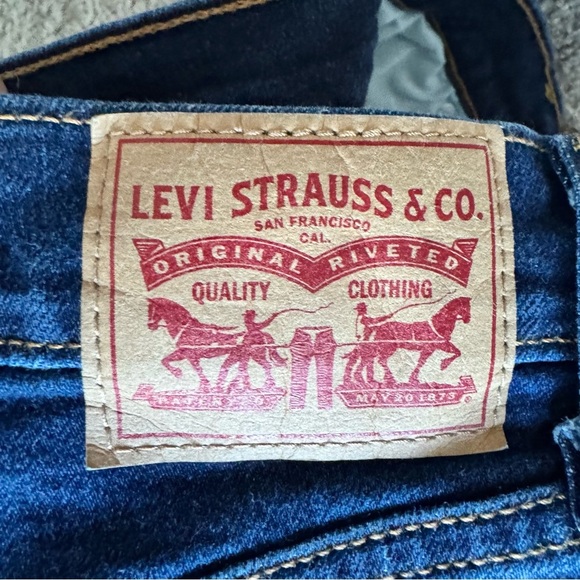 LEVI STRAUSS & CO.
SAN FRANCISCO
CAL.
ORIGINAL RIVETED
QUALITY CLOTHING
MAY 20 1873